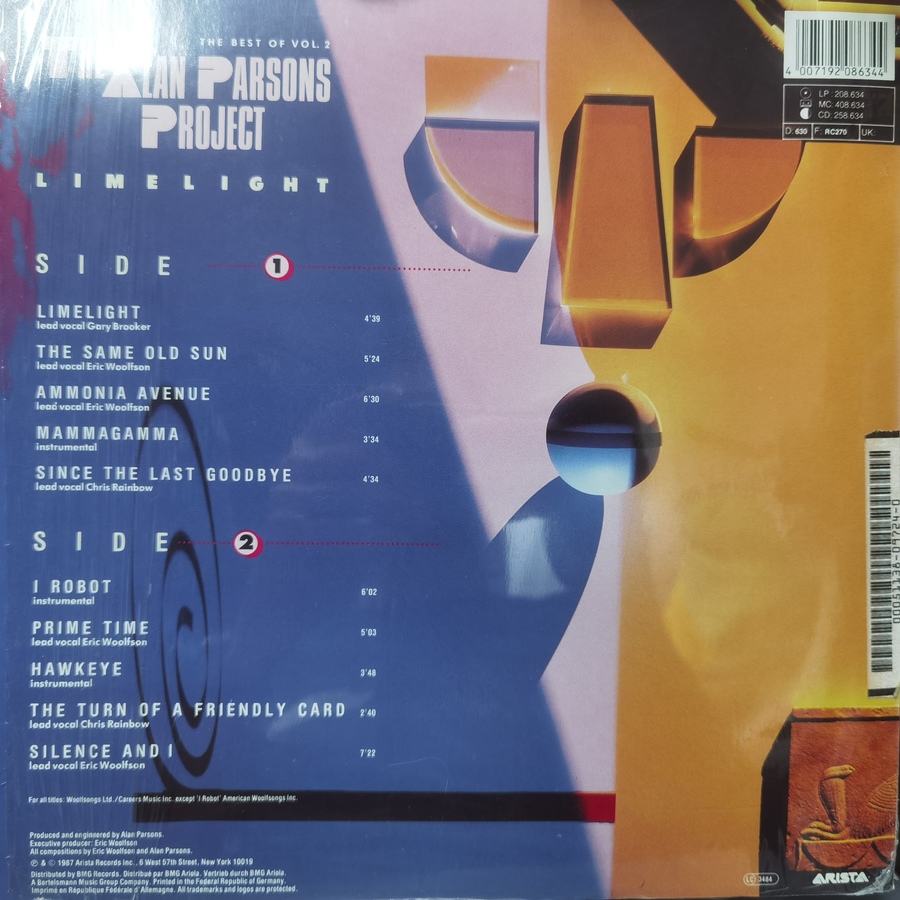 THE BEST OF VOL. 2
THE
ALAN PARSONS
PROJECT
LIMELIGHT
4 007192 086344
LP: 208.634
MC: 408.634
CD: 258.634
D: 630 F: RC270 UK:
SIDE 1
LIMELIGHT
lead vocal Gary Brooker 4'39
THE SAME OLD SUN
lead vocal Eric Woolfson 5'24
AMMONIA AVENUE
lead vocal Eric Woolfson 6'30
MAMMAGAMMA
instrumental 3'34
SINCE THE LAST GOODBYE
lead vocal Chris Rainbow 4'34
SIDE 2
I ROBOT
instrumental 6'02
PRIME TIME
lead vocal Eric Woolfson 5'03
HAWKEYE
instrumental 3'48
THE TURN OF A FRIENDLY CARD 2'40
lead vocal Chris Rainbow
SILENCE AND I 7'22
lead vocal Eric Woolfson
For all titles: Woolfsongs Ltd./Careers Music Inc. except 'I Robot' American Woolfsongs Inc.
Produced and engineered by Alan Parsons.
Executive producer: Eric Woolfson
All compositions by Eric Woolfson and Alan Parsons.
℗ & © 1987 Arista Records Inc., 6 West 57th Street, New York 10019
Distributed by BMG Records. Distribué par BMG Ariola. Vertrieb durch BMG Ariola.
A Bertelsmann Music Group Company. Printed in the Federal Republic of Germany.
Imprimé en République Fédérale d'Allemagne. All trademarks and logos are protected.
LC 3484
ARISTA